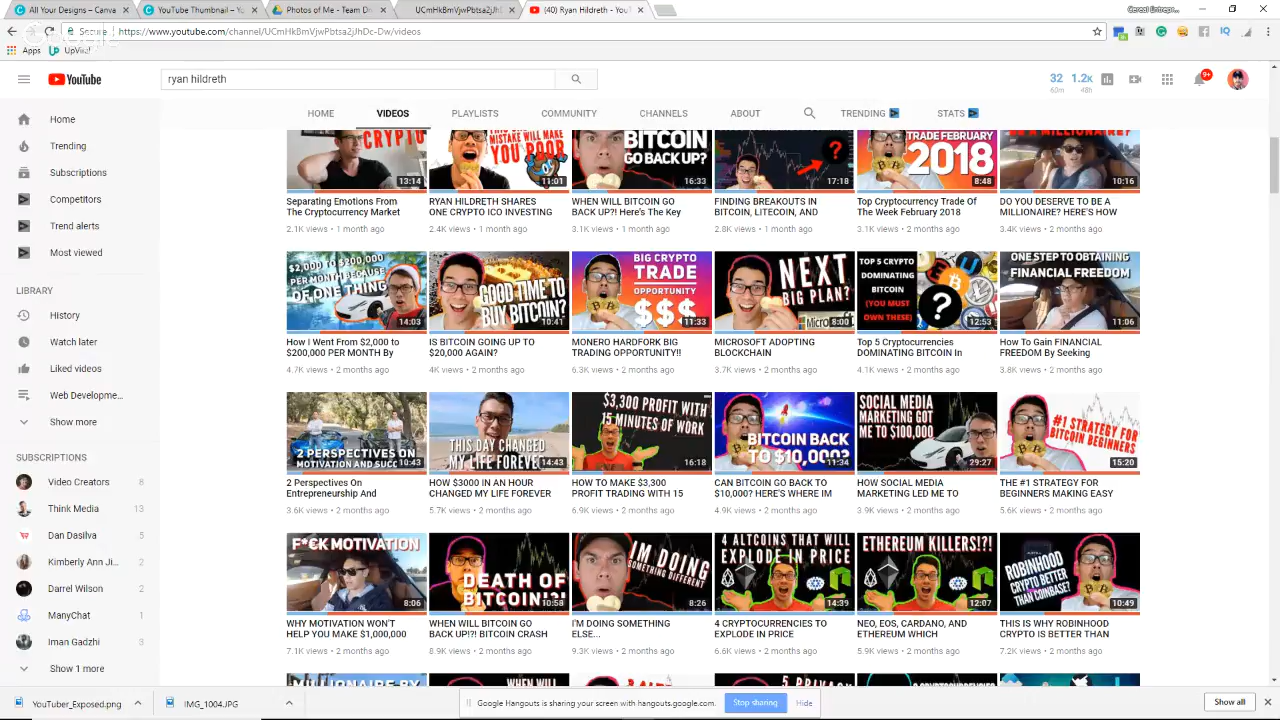 All Your Designs – Canva
YouTube Thumbnail – Yo
Photos of Me - Team D
UCmHkBmVjwPbtsa2jJhD
(40) Ryan Hildreth - YouT
Cereal Entrepr...
Secure
https://www.youtube.com/channel/UCmHkBmVjwPbtsa2jJhDc-Dw/videos
Apps
UpView!
YouTube
ryan hildreth
32 1.2K
60m 48h
9+
HOME VIDEOS PLAYLISTS COMMUNITY CHANNELS ABOUT TRENDING STATS
Home
Trending
Subscriptions
Competitors
Trend alerts
Most viewed
LIBRARY
History
Watch later
Liked videos
Web Developme...
Show more
SUBSCRIPTIONS
Video Creators 8
Think Media 13
Dan Dasilva 5
Kimberly Ann Ji... 2
Darrel Wilson 2
ManyChat 1
Iman Gadzhi 3
Show 1 more
CRYPTO
13:14
Separating Emotions From
The Cryptocurrency Market
2.1K views • 1 month ago
MISTAKE WILL MAKE
YOU POOR
11:01
RYAN HILDRETH SHARES
ONE CRYPTO ICO INVESTING
2.4K views • 1 month ago
BITCOIN
GO BACK UP?
16:33
WHEN WILL BITCOIN GO
BACK UP?! Here's The Key
3.1K views • 1 month ago
?
17:18
FINDING BREAKOUTS IN
BITCOIN, LITECOIN, AND
2.8K views • 1 month ago
TRADE FEBRUARY
2018
8:48
Top Cryptocurrency Trade Of
The Week February 2018
3.1K views • 2 months ago
10:16
DO YOU DESERVE TO BE A
MILLIONAIRE? HERE'S HOW
3.4K views • 2 months ago
$2,000 TO $200,000
PER MONTH BECAUSE
OF ONE THING
14:03
How I Went From $2,000 to
$200,000 PER MONTH By
4.7K views • 2 months ago
GOOD TIME TO
BUY BITCOIN?
10:41
IS BITCOIN GOING UP TO
$20,000 AGAIN?
4K views • 2 months ago
BIG CRYPTO
TRADE
OPPORTUNITY
$$$
11:33
MONERO HARDFORK BIG
TRADING OPPORTUNITY!!
6.3K views • 2 months ago
NEXT
BIG PLAN?
Micros
8:00
MICROSOFT ADOPTING
BLOCKCHAIN
3.7K views • 2 months ago
TOP 5 CRYPTO
DOMINATING
BITCOIN
(YOU MUST
OWN THESE)
?
12:53
Top 5 Cryptocurrencies
DOMINATING BITCOIN In
4.1K views • 2 months ago
ONE STEP TO OBTAINING
FINANCIAL FREEDOM
11:06
How To Gain FINANCIAL
FREEDOM By Seeking
3.8K views • 2 months ago
2 PERSPECTIVES ON
MOTIVATION AND SUCC
10:43
2 Perspectives On
Entrepreneurship And
3.6K views • 2 months ago
THIS DAY CHANGED
MY LIFE FOREVE
14:43
HOW $3000 IN AN HOUR
CHANGED MY LIFE FOREVER
5.7K views • 2 months ago
$3,300 PROFIT WITH
15 MINUTES OF WORK
16:18
HOW TO MAKE $3,300
PROFIT TRADING WITH 15
6.9K views • 2 months ago
BITCOIN BACK
TO $10,000?
11:34
CAN BITCOIN GO BACK TO
$10,000? HERE'S WHERE IM
4.9K views • 2 months ago
SOCIAL MEDIA
MARKETING GOT
ME TO $100,000
29:27
HOW SOCIAL MEDIA
MARKETING LED ME TO
3.9K views • 2 months ago
#1 STRATEGY FOR
BITCOIN BEGINNERS
15:20
THE #1 STRATEGY FOR
BEGINNERS MAKING EASY
5.6K views • 2 months ago
F*€K MOTIVATION
8:06
WHY MOTIVATION WON'T
HELP YOU MAKE $1,000,000
7.1K views • 2 months ago
DEATH OF
BITCOIN?!
10:58
WHEN WILL BITCOIN GO
BACK UP?!? BITCOIN CRASH
8.9K views • 2 months ago
I'M DOING
SOMETHING DIFFERENT
8:26
I'M DOING SOMETHING
ELSE...
9.3K views • 2 months ago
4 ALTCOINS THAT WILL
EXPLODE IN PRICE
14:39
4 CRYPTOCURRENCIES TO
EXPLODE IN PRICE
6.6K views • 2 months ago
ETHEREUM KILLERS!?!
12:07
NEO, EOS, CARDANO, AND
ETHEREUM WHICH
5.9K views • 2 months ago
ROBINHOOD
CRYPTO BETTER
THAN COINBASE?
10:49
THIS IS WHY ROBINHOOD
CRYPTO IS BETTER THAN
7.2K views • 2 months ago
Youtube Exposed.png
IMG_1007.JPG
Google Hangouts is sharing your screen with hangouts.google.com.
Stop sharing
Hide
Show all